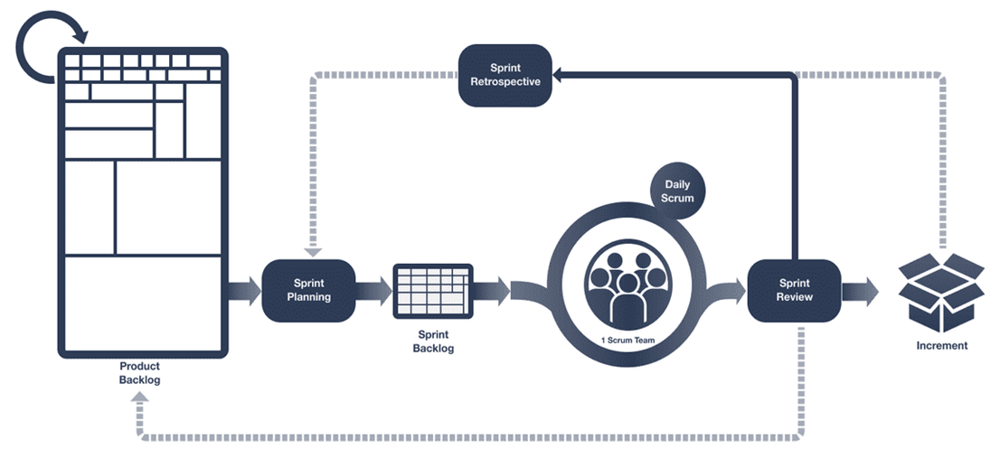 Sprint
Retrospective
Daily
Scrum
Sprint
Planning
Sprint
Review
Sprint
Backlog
1 Scrum Team
Increment
Product
Backlog